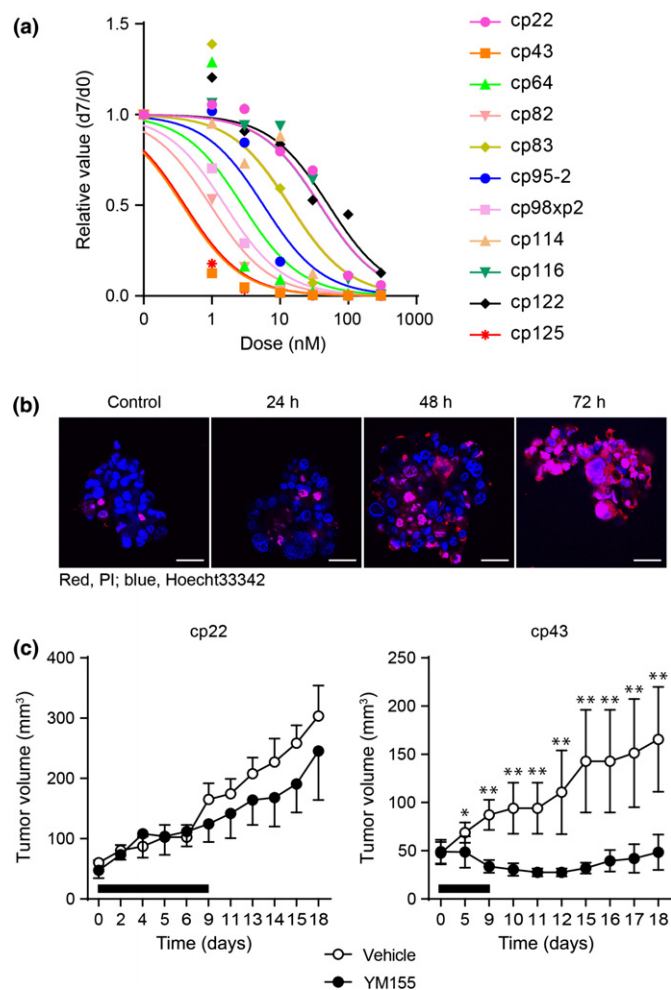 (a)
1.5
1.0
0.5
0.0
Relative value (d7/d0)
0 1 10 100 1000
Dose (nM)
cp22
cp43
cp64
cp82
cp83
cp95-2
cp98xp2
cp114
cp116
cp122
cp125
(b)
Control 24 h 48 h 72 h
Red, PI; blue, Hoecht33342
(c)
cp22
400
300
200
100
0
Tumor volume (mm³)
0 2 4 5 6 9 11 13 14 15 18
Time (days)
cp43
250
200
150
100
50
0
Tumor volume (mm³)
* ** ** ** ** ** ** ** **
0 5 9 10 11 12 15 16 17 18
Time (days)
Vehicle
YM155